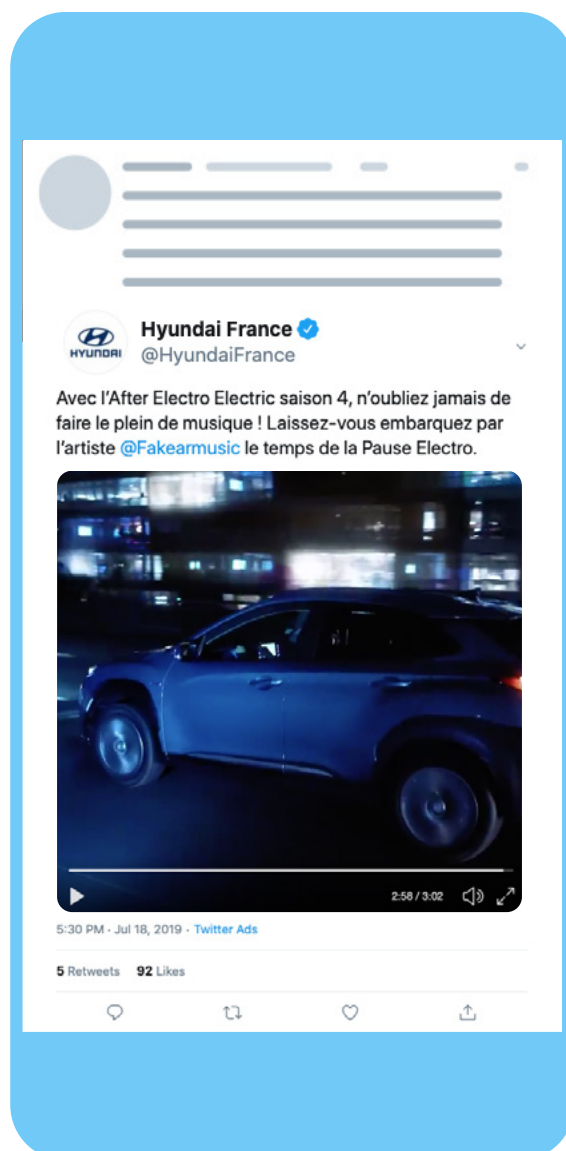 HYUNDAI
Hyundai France
@HyundaiFrance
Avec l’After Electro Electric saison 4, n’oubliez jamais de
faire le plein de musique ! Laissez-vous embarquez par
l’artiste @Fakearmusic le temps de la Pause Electro.
2:58 / 3:02
5:30 PM · Jul 18, 2019 · Twitter Ads
5 Retweets 92 Likes